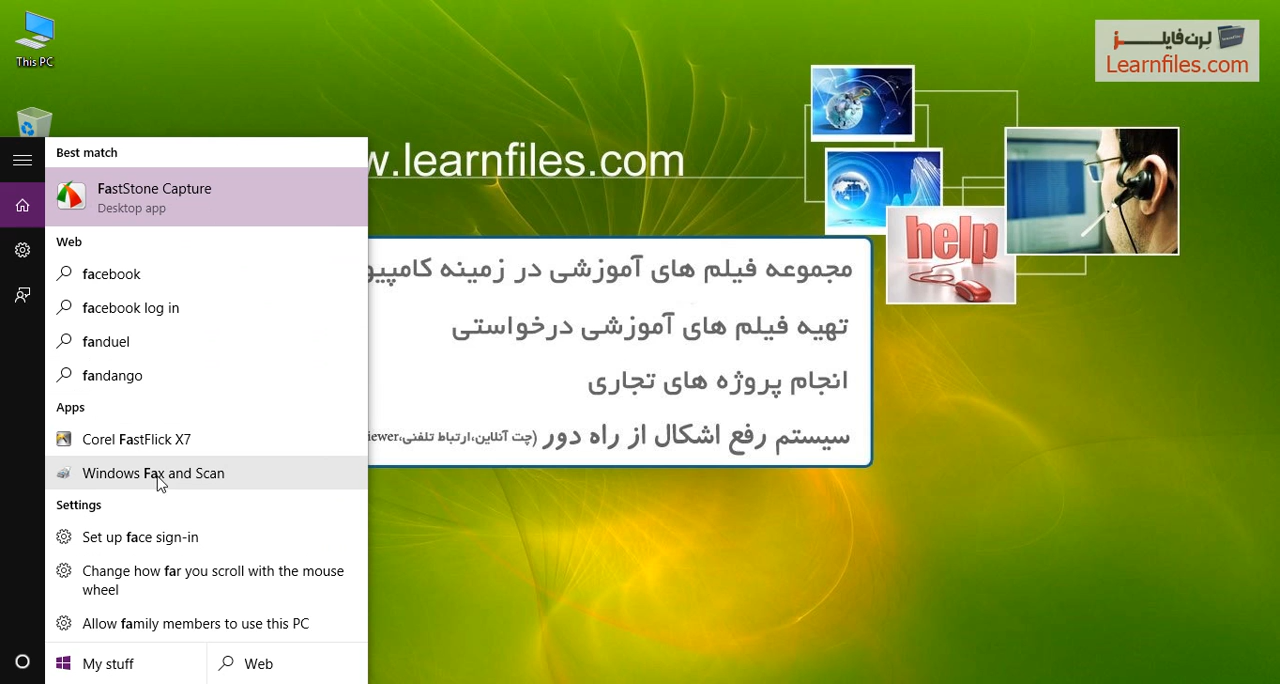 This PC
لرن فایلز
Learnfiles.com
w.learnfiles.com
help
Best match
FastStone Capture
Desktop app
Web
facebook
facebook log in
fanduel
fandango
Apps
Corel FastFlick X7
Windows Fax and Scan
Settings
Set up face sign-in
Change how far you scroll with the mouse
wheel
Allow family members to use this PC
My stuff
Web
مجموعه فیلم های آموزشی در زمینه
تهیه فیلم های آموزشی درخواستی
انجام پروژه های تجاری
سیستم رفع اشکال از راه دور (چت آنلاین،ارتباط تلفنی،